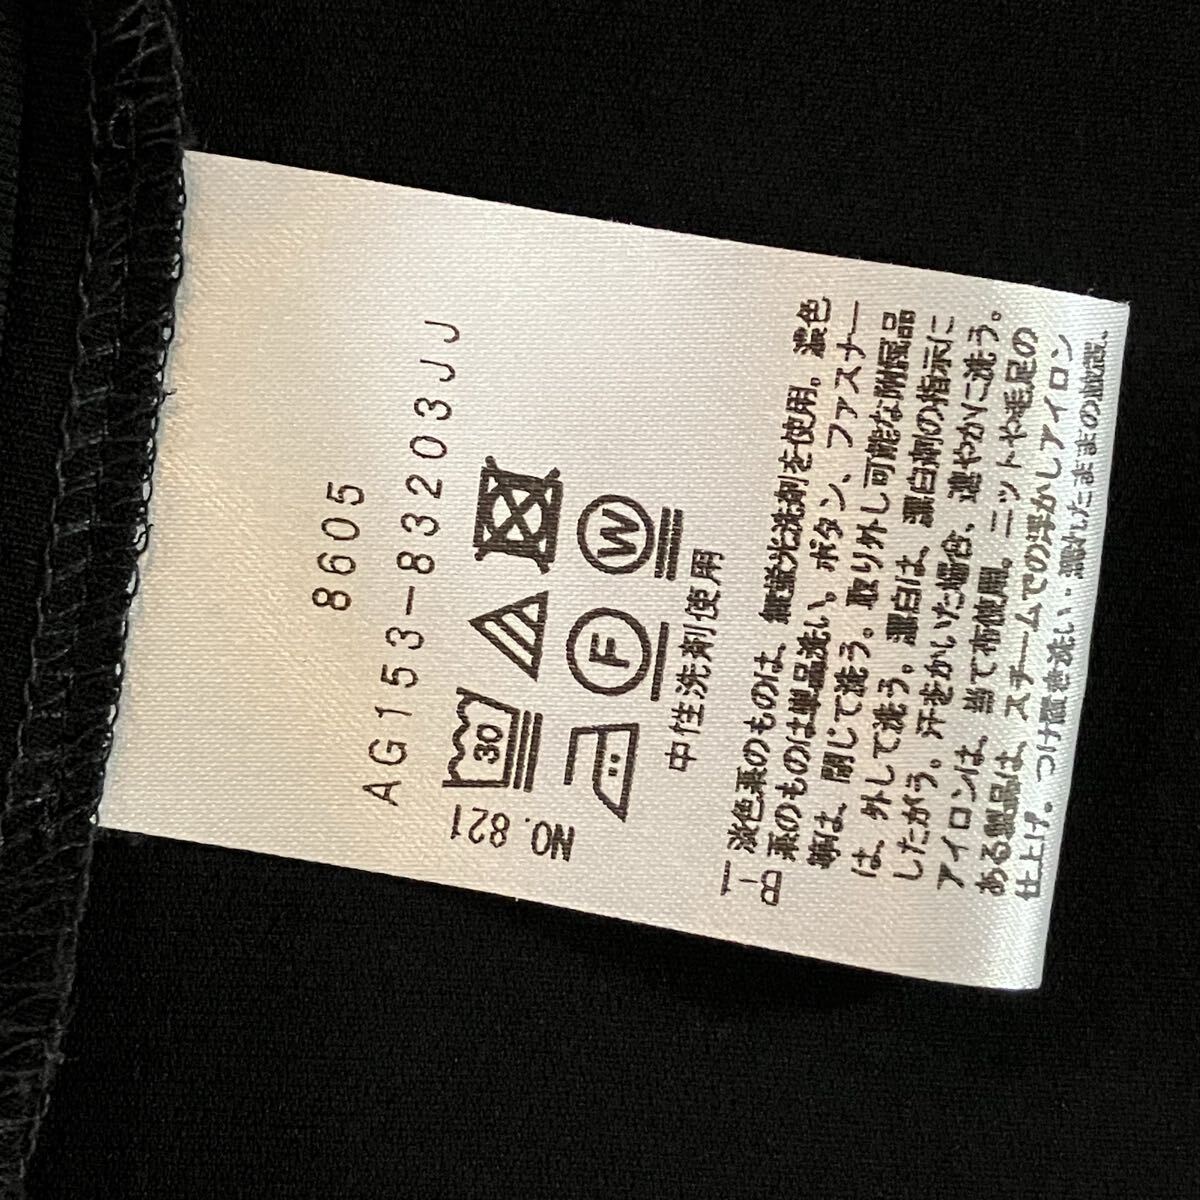 8605
AG153-83203JJ
30
W
F
NO.821
中性洗剤使用
淡色系のものは、無蛍光洗剤を使用。濃色
系のものは単品洗い。ボタン、ファスナー
等は、閉じて洗う。取り外し可能な附属品
は、外して洗う。漂白は、漂白剤の指示に
したがう。汗をかいた場合、速やかに洗う。
アイロンは、当て布使用。ニットや毛足の
ある製品は、スチームでの浮かしアイロン
仕上げ。つけ置き洗い・濡れたままの放置、